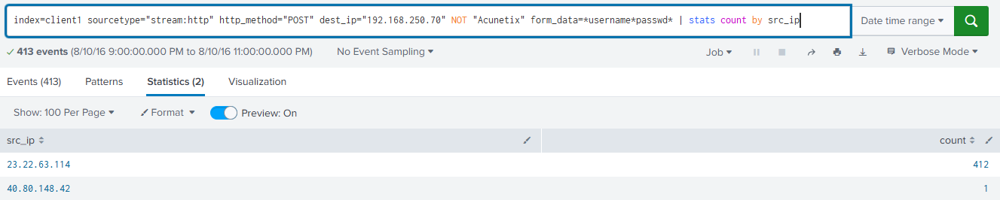 index=client1 sourcetype="stream:http" http_method="POST" dest_ip="192.168.250.70" NOT "Acunetix" form_data=*username*passwd* | stats count by src_ip Date time range
413 events (8/10/16 9:00:00.000 PM to 8/10/16 11:00:00.000 PM) No Event Sampling Job Verbose Mode
Events (413) Patterns Statistics (2) Visualization
Show: 100 Per Page Format Preview: On
src_ip count
23.22.63.114 412
40.80.148.42 1